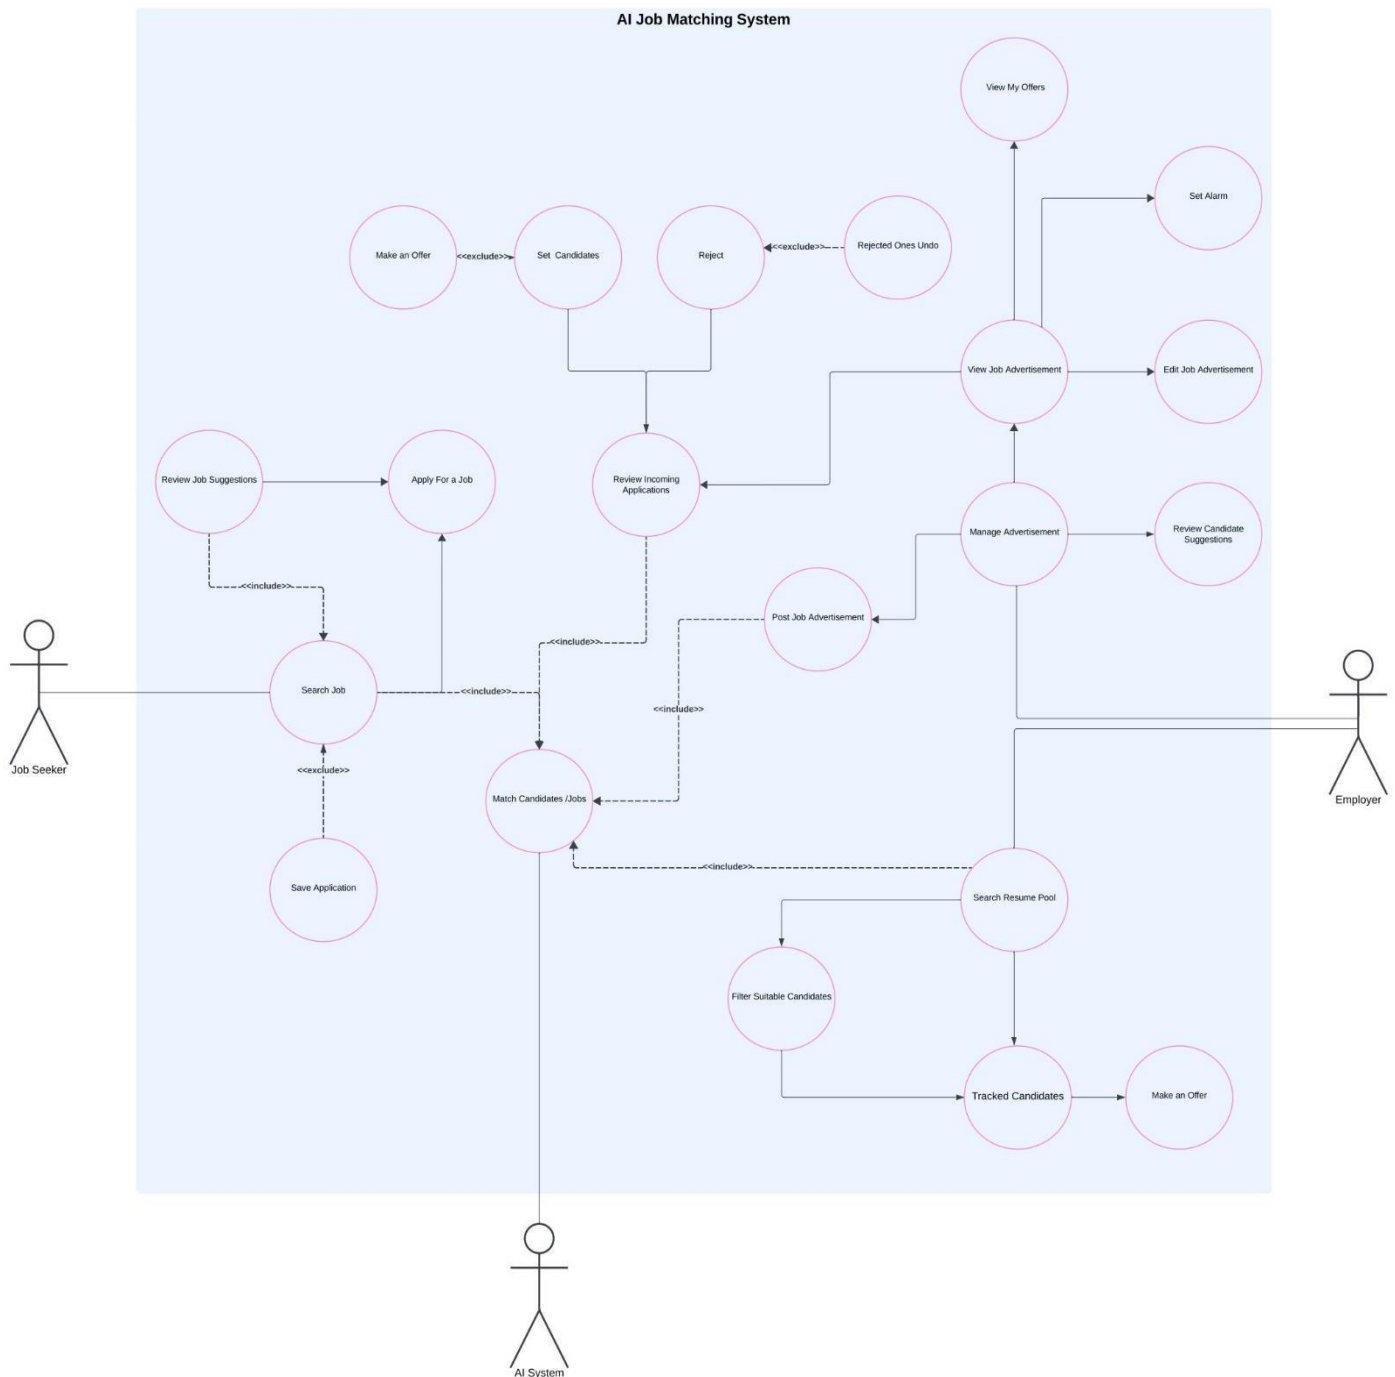 AI Job Matching System
View My Offers
Set Alarm
Make an Offer
<<exclude>>
Set Candidates
Reject
<<exclude>>
Rejected Ones Undo
View Job Advertisement
Edit Job Advertisement
Review Job Suggestions
Apply For a Job
Review Incoming
Applications
Manage Advertisement
Review Candidate
Suggestions
<<include>>
Post Job Advertisement
<<include>>
Search Job
<<include>>
<<include>>
Job Seeker
<<exclude>>
Match Candidates /Jobs
Employer
<<include>>
Save Application
Search Resume Pool
Filter Suitable Candidates
Tracked Candidates
Make an Offer
AI System